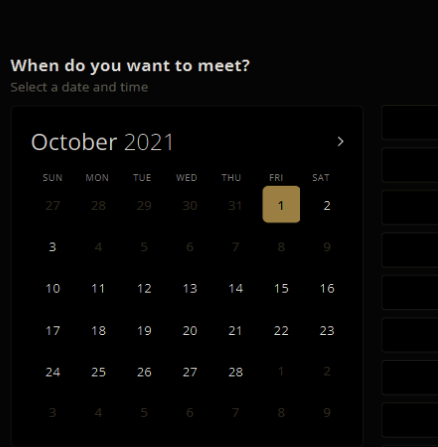 When do you want to meet?
Select a date and time
October 2021
SUN MON TUE WED THU FRI SAT
27 28 29 30 31 1 2
3 4 5 6 7 8 9
10 11 12 13 14 15 16
17 18 19 20 21 22 23
24 25 26 27 28 1 2
3 4 5 6 7 8 9